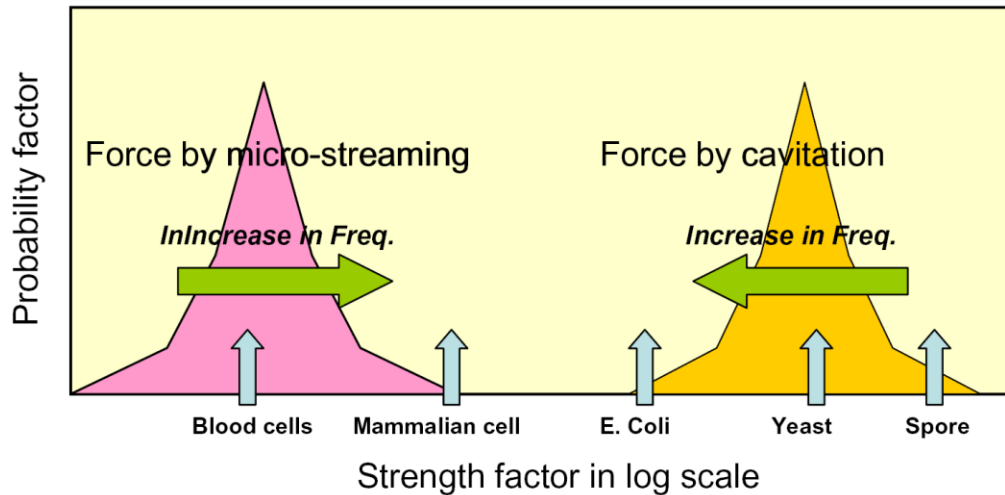 Probability factor
Force by micro-streaming
Force by cavitation
InIncrease in Freq.
Increase in Freq.
Blood cells
Mammalian cell
E. Coli
Yeast
Spore
Strength factor in log scale